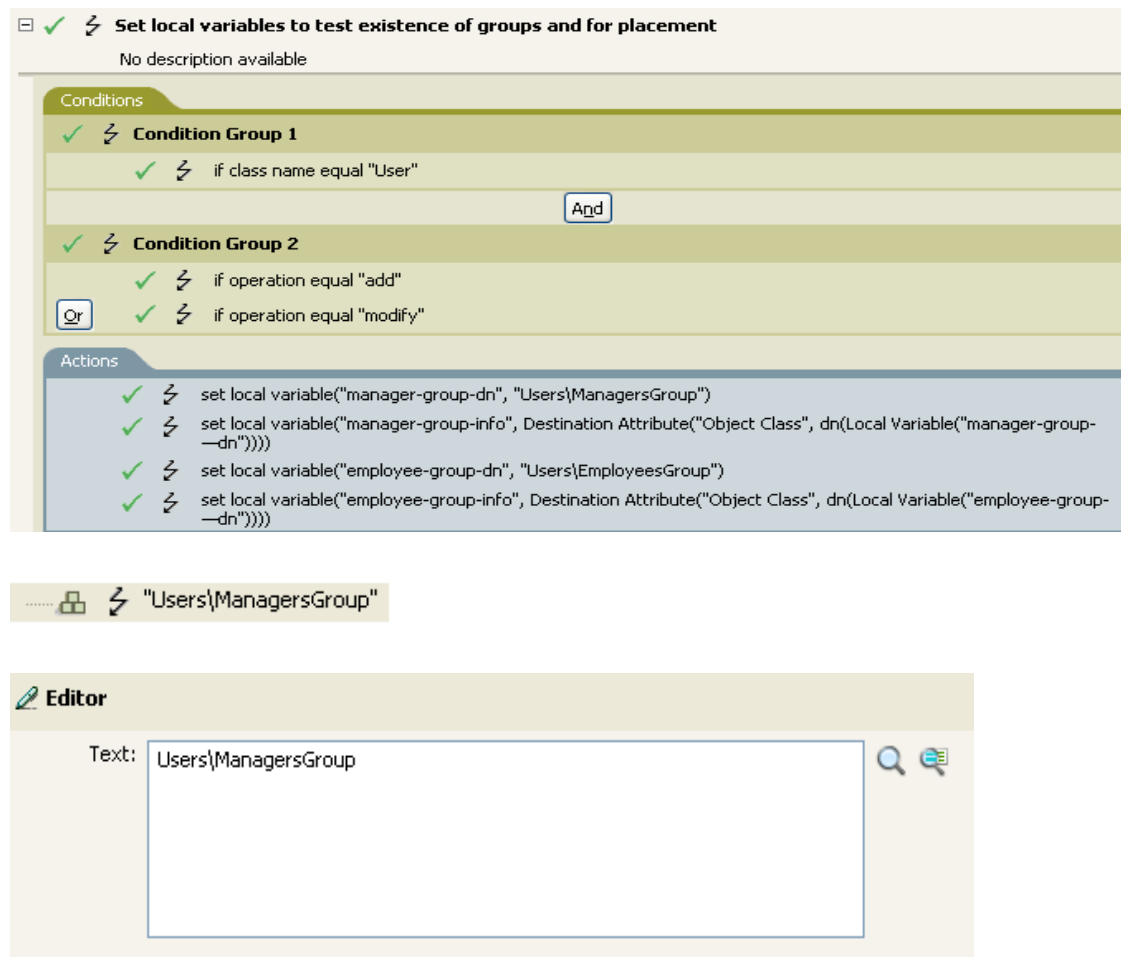 Set local variables to test existence of groups and for placement
No description available
Conditions
Condition Group 1
if class name equal "User"
And
Condition Group 2
if operation equal "add"
Or if operation equal "modify"
Actions
set local variable("manager-group-dn", "Users\ManagersGroup")
set local variable("manager-group-info", Destination Attribute("Object Class", dn(Local Variable("manager-group-
—dn"))))
set local variable("employee-group-dn", "Users\EmployeesGroup")
set local variable("employee-group-info", Destination Attribute("Object Class", dn(Local Variable("employee-group-
—dn"))))
"Users\ManagersGroup"
Editor
Text: Users\ManagersGroup